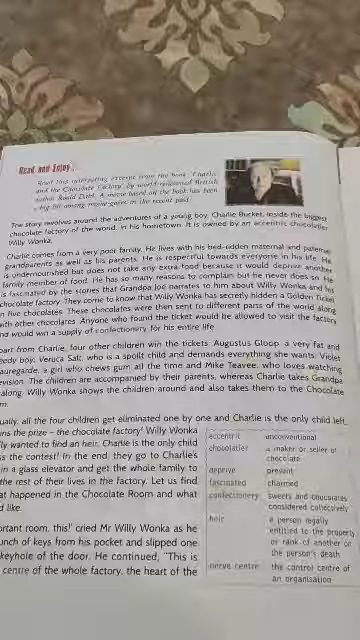 Read and Enjoy
Read this interesting excerpt from the book 'Charlie
and the Chocolate Factory' by world-renowned British
author Roald Dahl. A movie based on the book has been
a big hit among movie-goers in the recent past.
The story revolves around the adventures of a young boy, Charlie Bucket, inside the biggest
chocolate factory of the world, in his hometown. It is owned by an eccentric chocolatier
Willy Wonka.
Charlie comes from a very poor family. He lives with his bed-ridden maternal and paternal
grandparents as well as his parents. He is respectful towards everyone in his life. He
is undernourished but does not take any extra food because it would deprive another
family member of food. He has so many reasons to complain but he never does so. He
is fascinated by the stories that Grandpa Joe narrates to him about Willy Wonka and his
chocolate factory. They come to know that Willy Wonka has secretly hidden a Golden Ticket
in five chocolates. These chocolates were then sent to different parts of the world along
with other chocolates. Anyone who found the ticket would be allowed to visit the factory
and would win a supply of confectionery for his entire life.
part from Charlie, four other children win the tickets. Augustus Gloop, a very fat and
eedy boy; Veruca Salt, who is a spoilt child and demands everything she wants; Violet
auregarde, a girl who chews gum all the time and Mike Teavee, who loves watching
evision. The children are accompanied by their parents, whereas Charlie takes Grandpa
along. Willy Wonka shows the children around and also takes them to the Chocolate
m.
ually, all the four children get eliminated one by one and Charlie is the only child left.
ins the prize – the chocolate factory! Willy Wonka
ly wanted to find an heir. Charlie is the only child
s the contest! In the end, they go to Charlie's
in a glass elevator and get the whole family to
the rest of their lives in the factory. Let us find
at happened in the Chocolate Room and what
d like.
ortant room, this!' cried Mr Willy Wonka as he
unch of keys from his pocket and slipped one
keyhole of the door. He continued, "This is
centre of the whole factory, the heart of the
eccentric unconventional
chocolatier a maker or seller of
chocolate
deprive prevent
fascinated charmed
confectionery sweets and chocolates
considered collectively
heir a person legally
entitled to the property
or rank of another on
the person's death
nerve centre the control centre of
an organisation